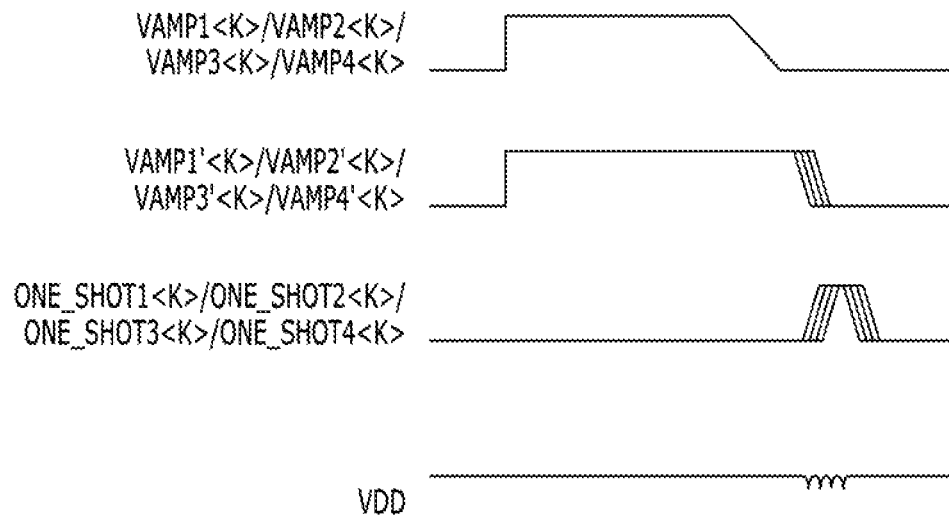 VAMP1<K>/VAMP2<K>/
VAMP3<K>/VAMP4<K>
VAMP1'<K>/VAMP2'<K>/
VAMP3'<K>/VAMP4'<K>
ONE_SHOT1<K>/ONE_SHOT2<K>/
ONE_SHOT3<K>/ONE_SHOT4<K>
VDD